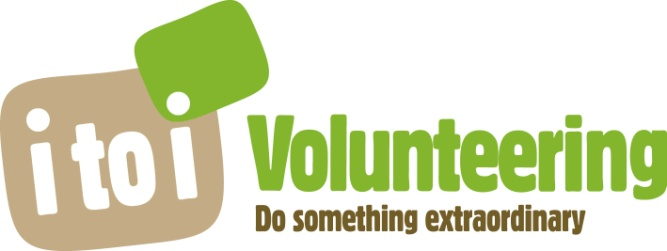 i to i
Volunteering
Do something extraordinary